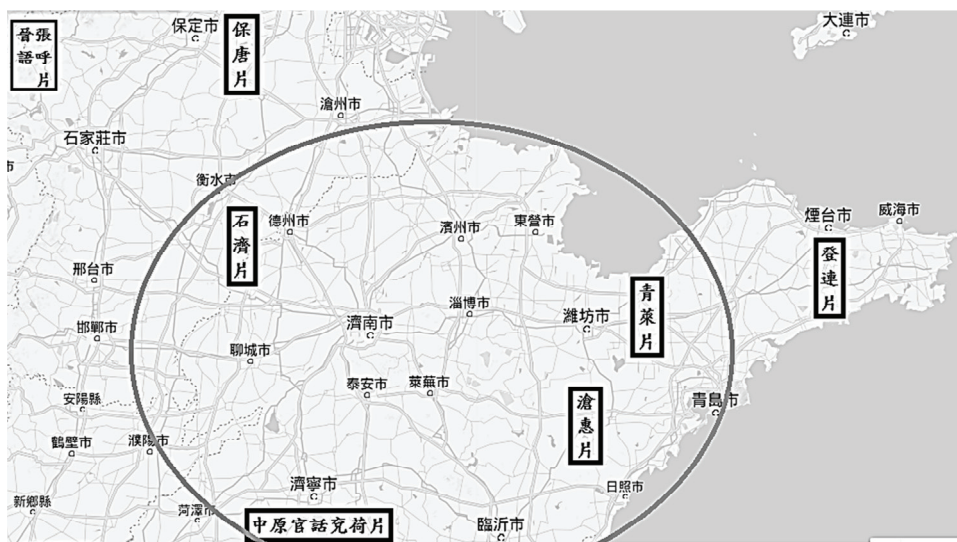 大連市
保定市
保唐片
張呼片
晉語
滄州市
石家莊市
市
衡水市
德州市
石濟片
濱州市
東營市
煙台市
威海市
登連片
邢台市
淄博市
濰坊市
青萊片
邯鄲市
濟南市
聊城市
泰安市
萊蕪市
安陽縣
青島市
滄惠片
鶴壁市
濮陽市
濟寧市
日照市
新鄉縣
菏澤市
中原官話兗荷片
臨沂市